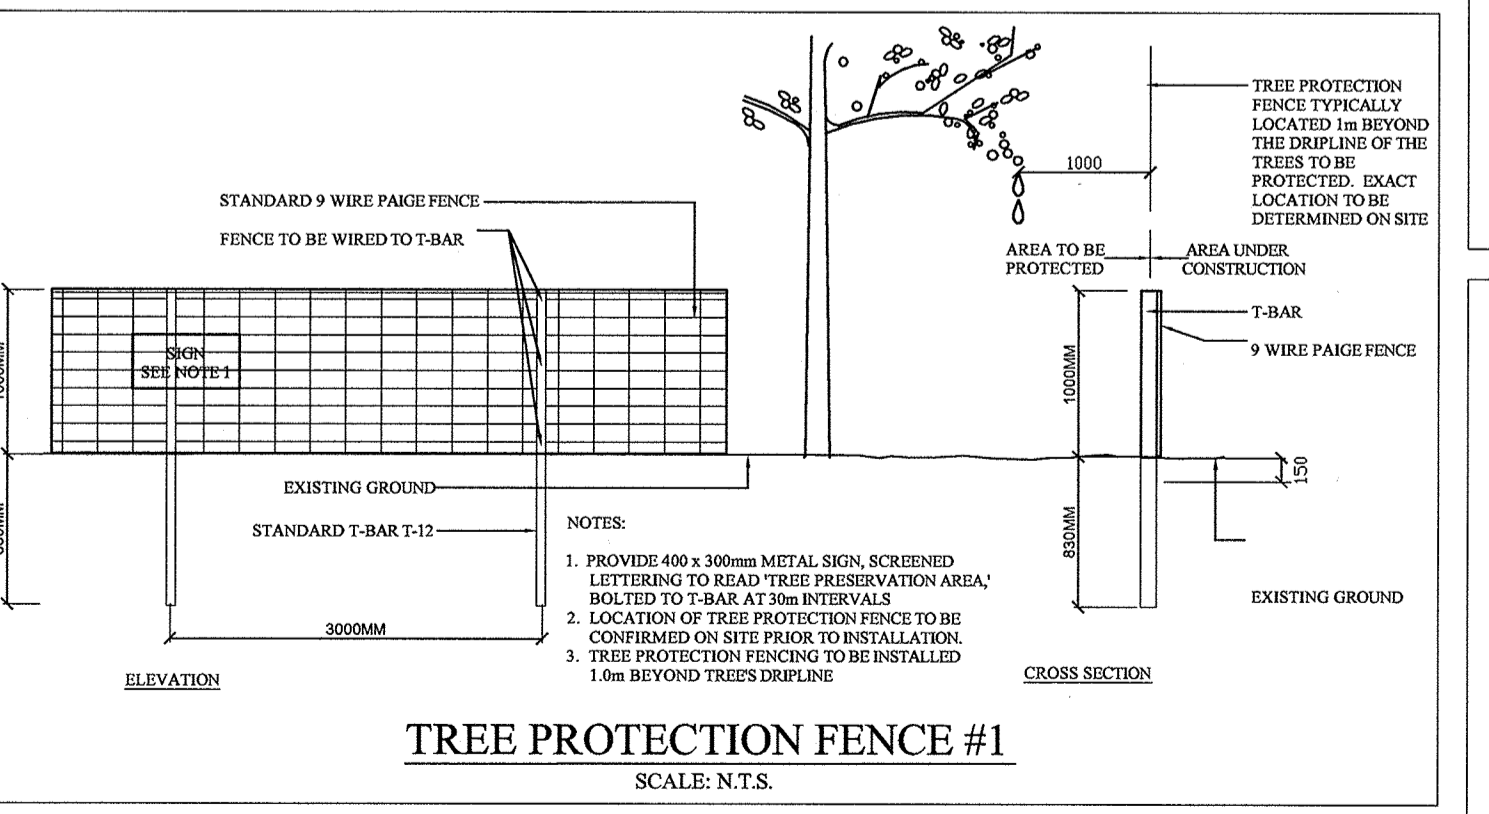 STANDARD 9 WIRE PAIGE FENCE
FENCE TO BE WIRED TO T-BAR
SIGN
SEE NOTE 1
EXISTING GROUND
STANDARD T-BAR T-12
3000MM
ELEVATION
NOTES:
1. PROVIDE 400 x 300mm METAL SIGN, SCREENED
LETTERING TO READ 'TREE PRESERVATION AREA,'
BOLTED TO T-BAR AT 30m INTERVALS
2. LOCATION OF TREE PROTECTION FENCE TO BE
CONFIRMED ON SITE PRIOR TO INSTALLATION.
3. TREE PROTECTION FENCING TO BE INSTALLED
1.0m BEYOND TREE'S DRIPLINE
1000
TREE PROTECTION
FENCE TYPICALLY
LOCATED 1m BEYOND
THE DRIPLINE OF THE
TREES TO BE
PROTECTED. EXACT
LOCATION TO BE
DETERMINED ON SITE
AREA TO BE
PROTECTED
AREA UNDER
CONSTRUCTION
T-BAR
9 WIRE PAIGE FENCE
1000MM
830MM
150
EXISTING GROUND
CROSS SECTION
TREE PROTECTION FENCE #1
SCALE: N.T.S.